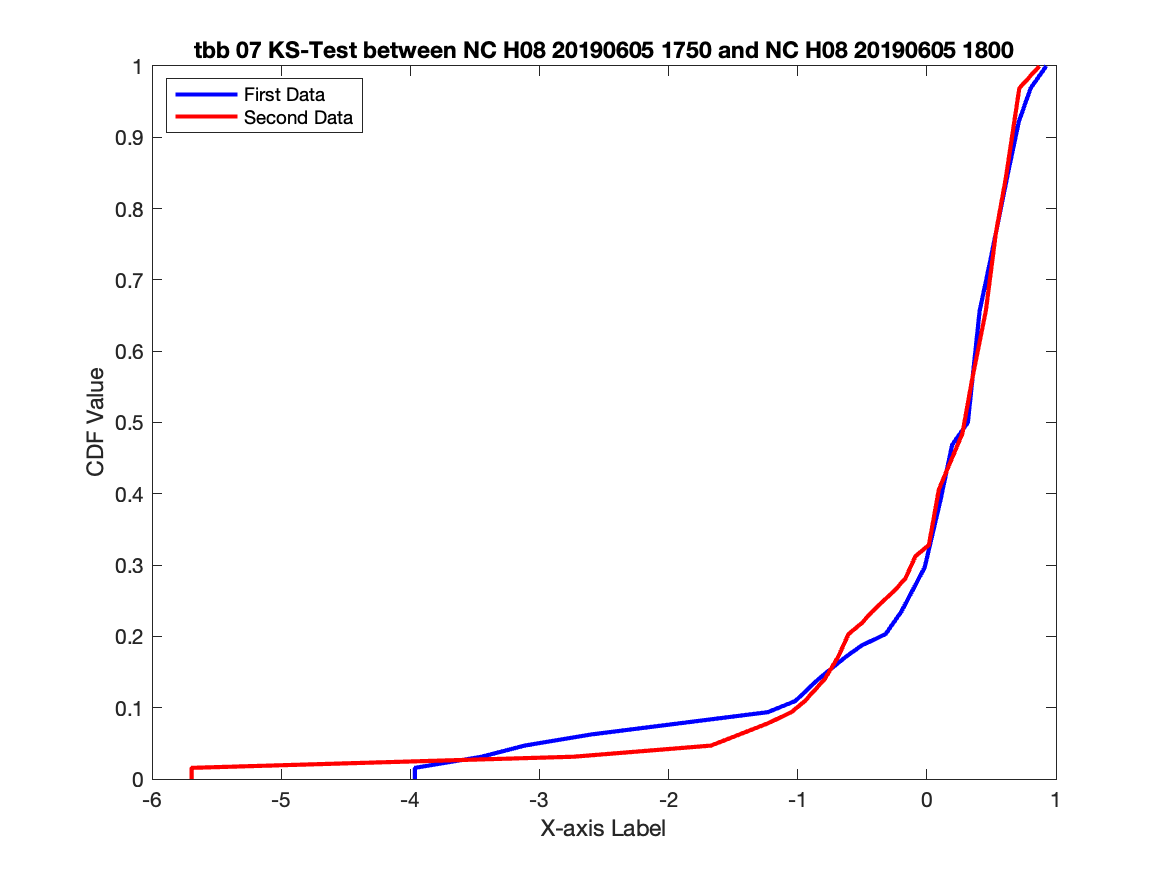 tbb 07 KS-Test between NC H08 20190605 1750 and NC H08 20190605 1800
First Data
Second Data
1
0.9
0.8
0.7
0.6
0.5
0.4
0.3
0.2
0.1
0
CDF Value
-6 -5 -4 -3 -2 -1 0 1
X-axis Label